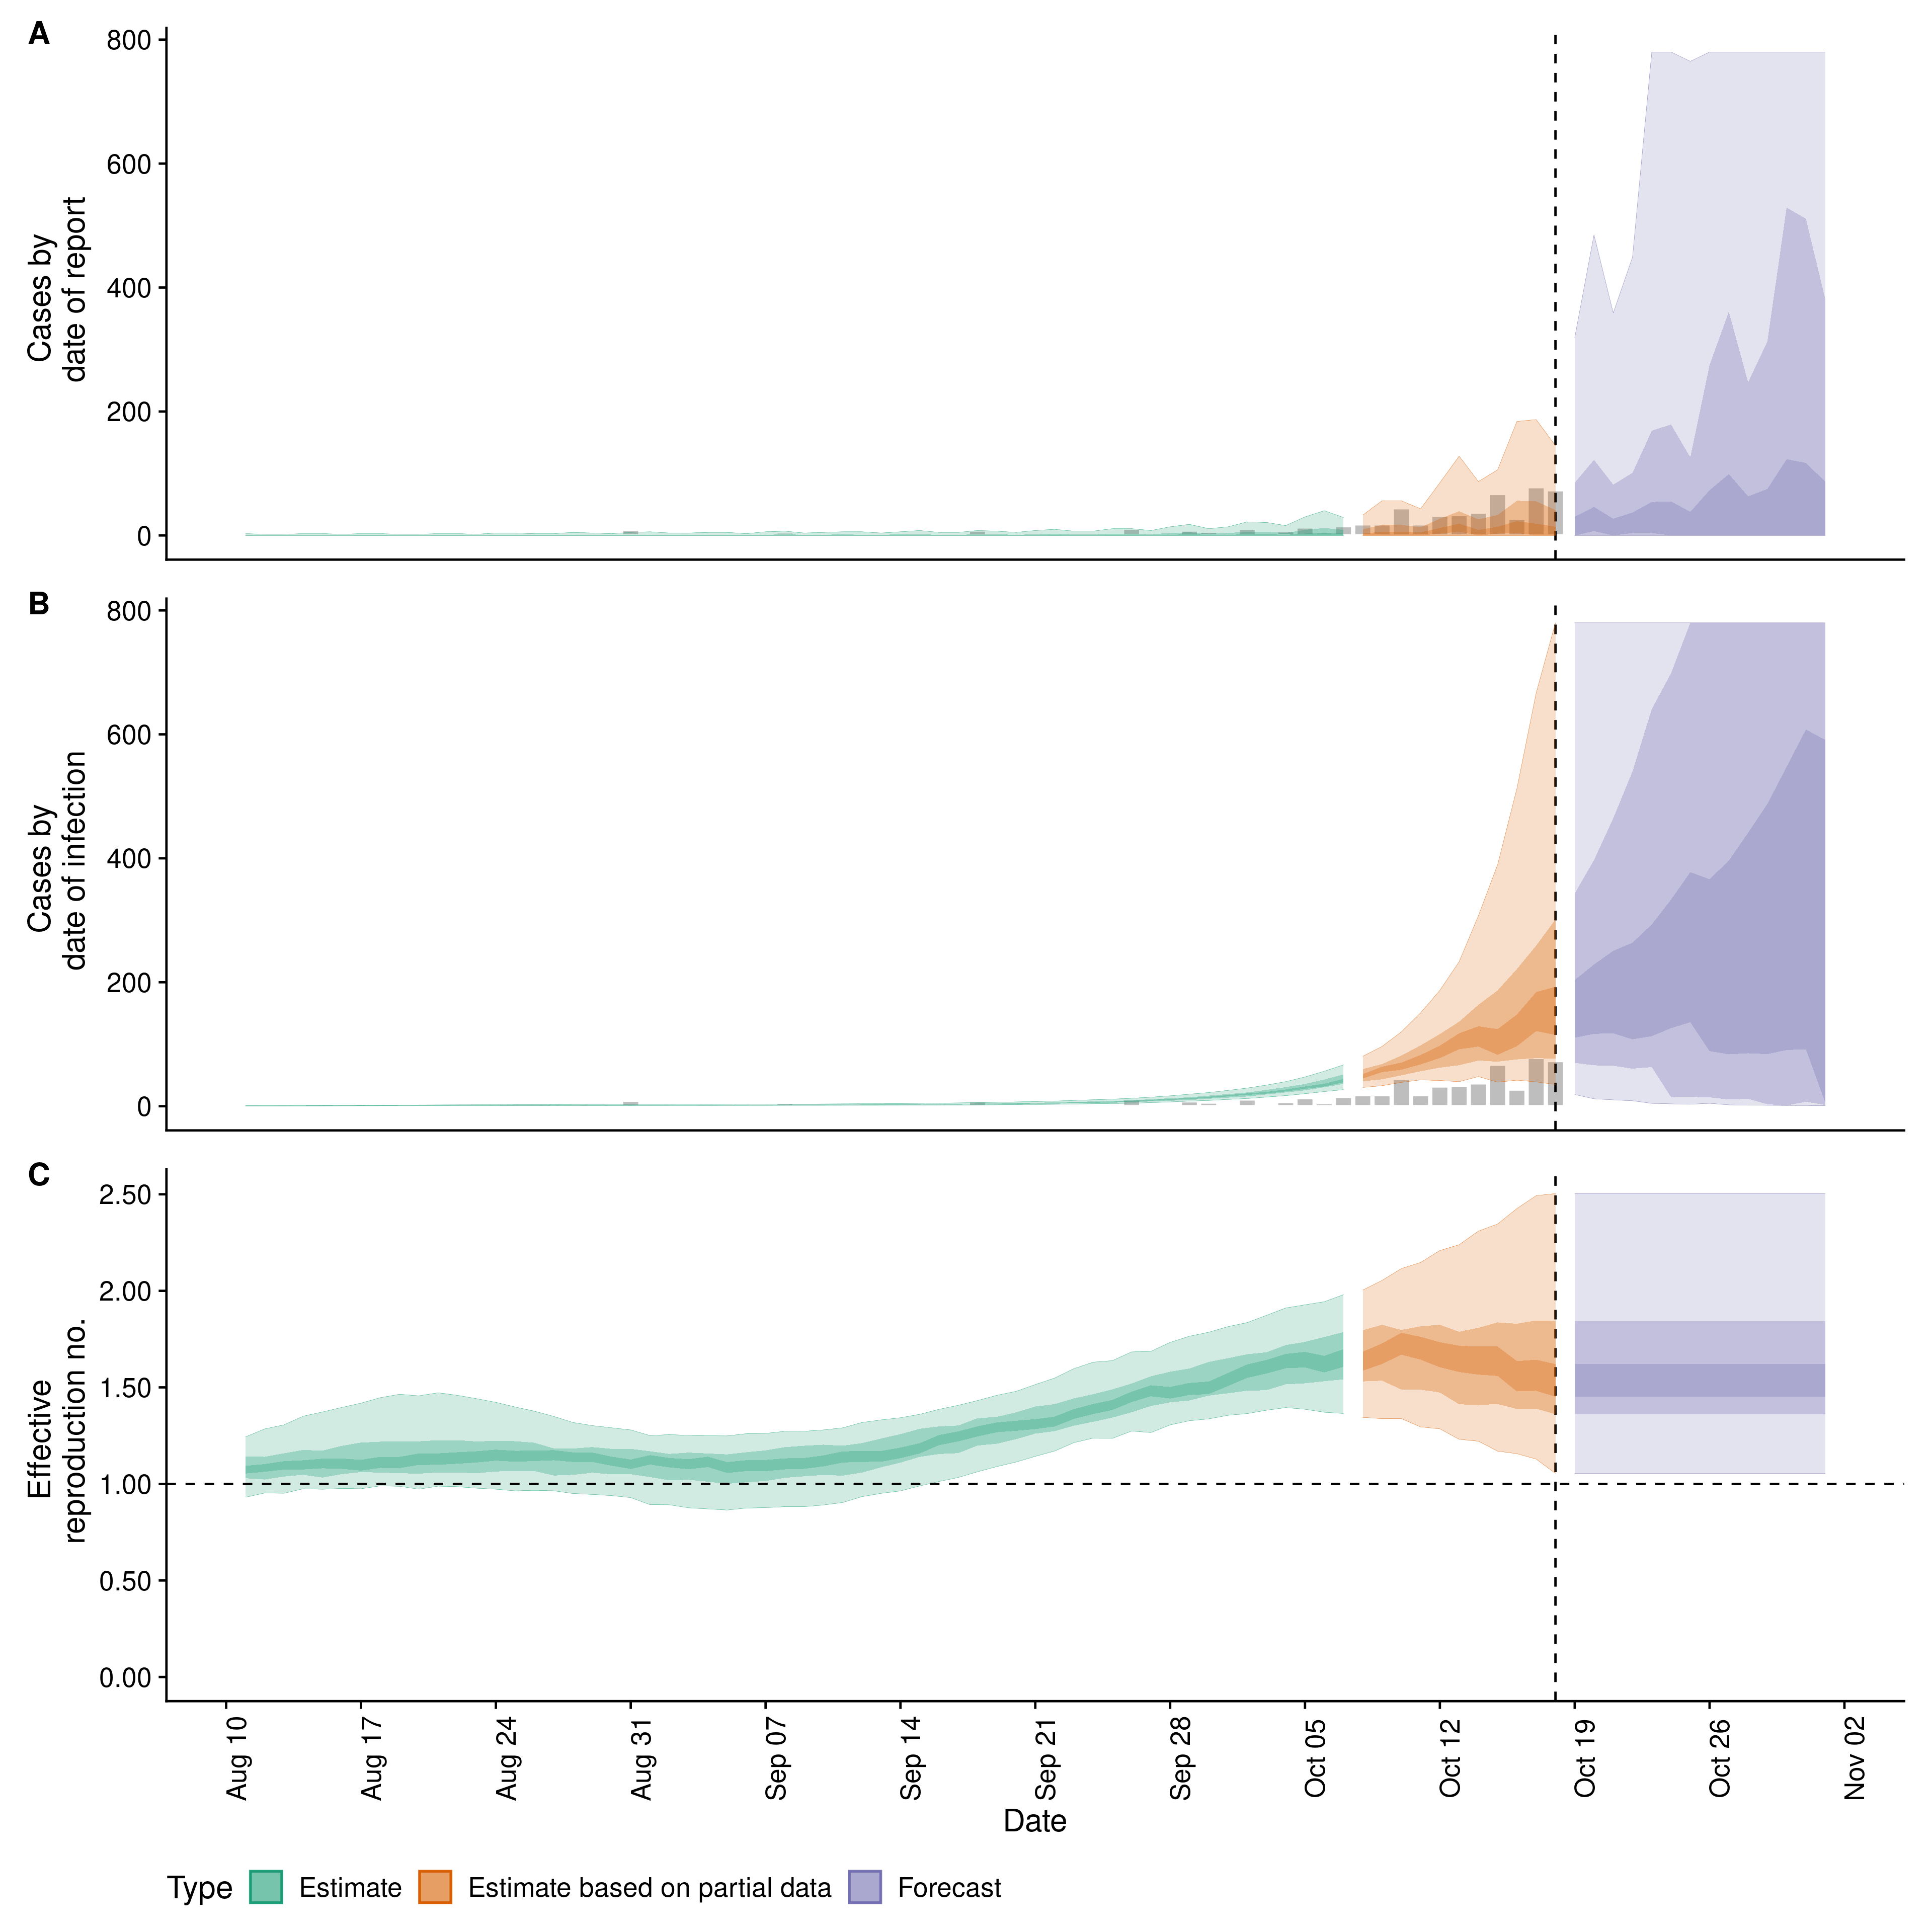 A
800
600
400
200
0
Cases by
date of report
B
800
600
400
200
0
Cases by
date of infection
C
2.50
2.00
1.50
1.00
0.50
0.00
Effective
reproduction no.
Aug 10
Aug 17
Aug 24
Aug 31
Sep 07
Sep 14
Sep 21
Sep 28
Oct 05
Oct 12
Oct 19
Oct 26
Nov 02
Date
Type Estimate Estimate based on partial data Forecast